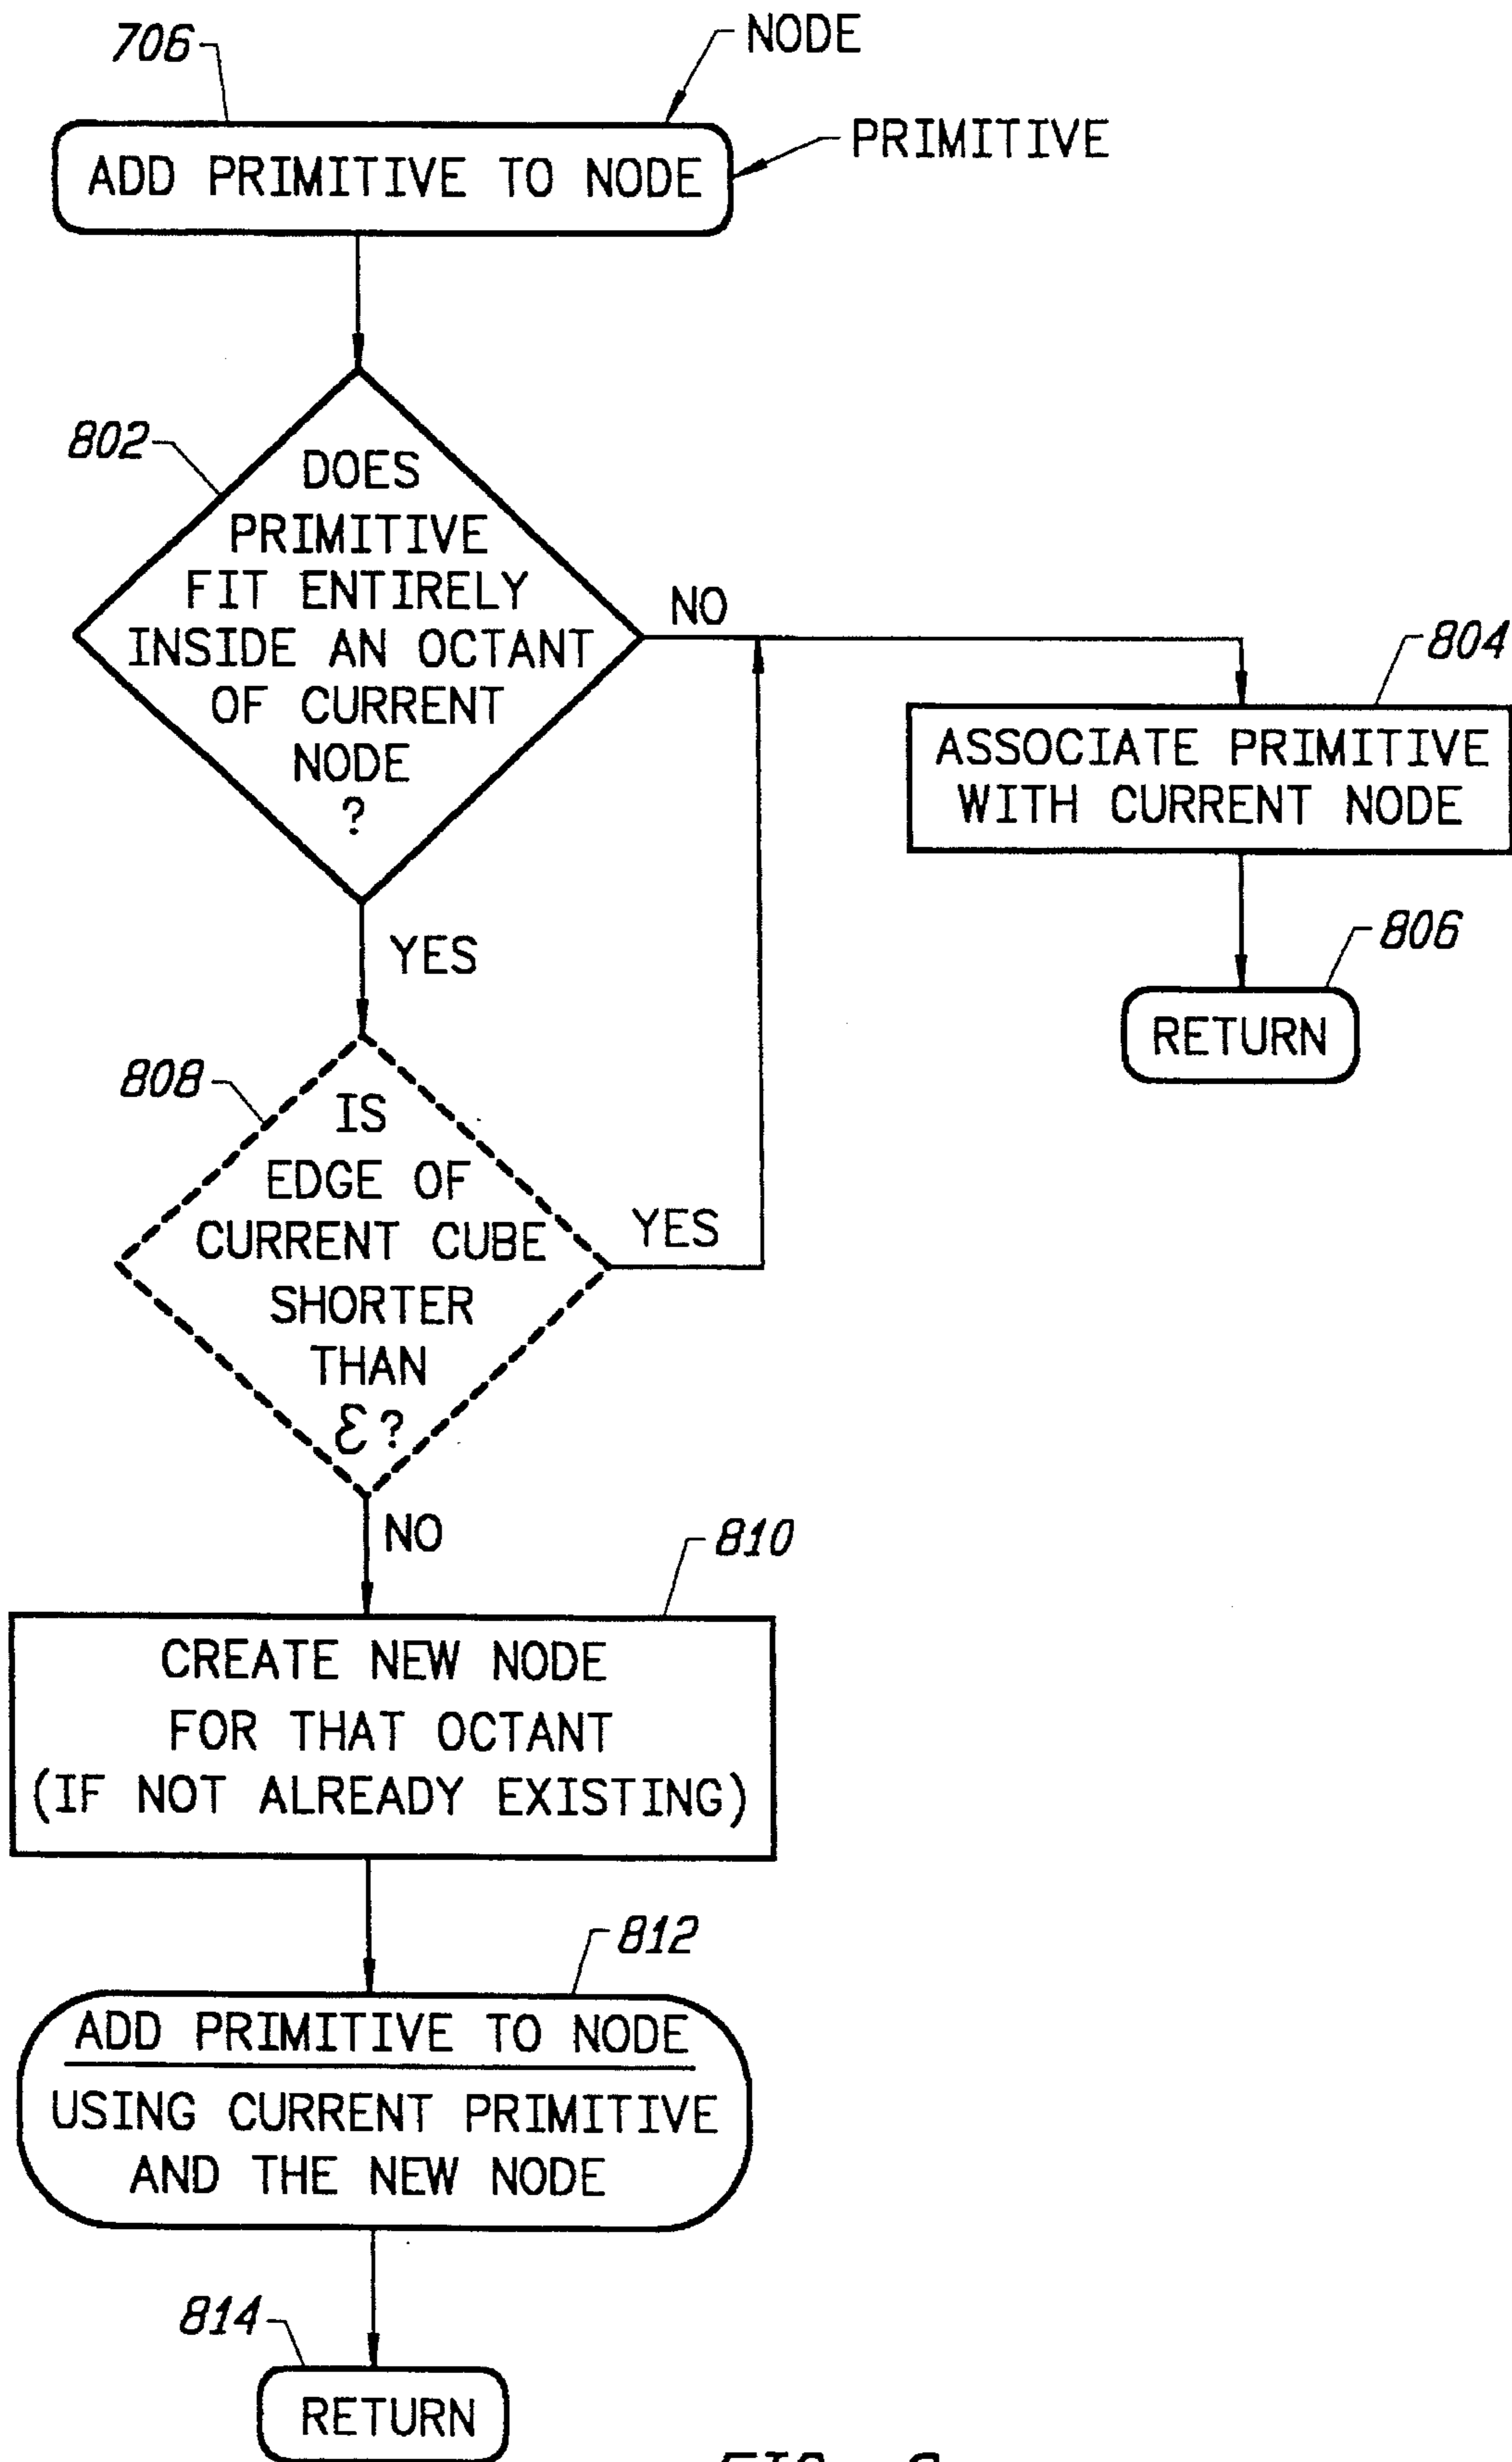 706
NODE
PRIMITIVE
ADD PRIMITIVE TO NODE
802
DOES
PRIMITIVE
FIT ENTIRELY
INSIDE AN OCTANT
OF CURRENT
NODE
?
NO
804
ASSOCIATE PRIMITIVE
WITH CURRENT NODE
806
RETURN
YES
808
IS
EDGE OF
CURRENT CUBE
SHORTER
THAN
ε?
YES
NO
810
CREATE NEW NODE
FOR THAT OCTANT
(IF NOT ALREADY EXISTING)
812
ADD PRIMITIVE TO NODE
USING CURRENT PRIMITIVE
AND THE NEW NODE
814
RETURN